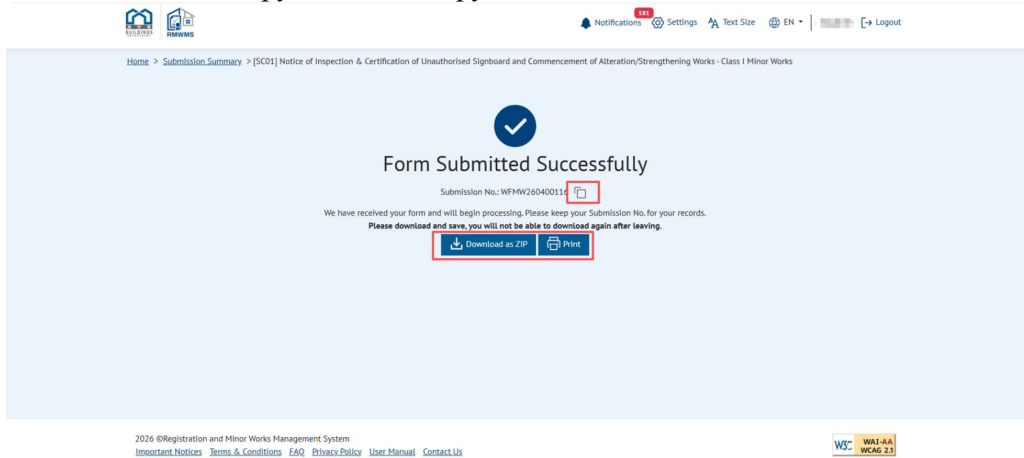 101
Notifications Settings Text Size EN Logout
BUILDINGS
DEPARTMENT
RMWMS
Home > Submission Summary > [SC01] Notice of Inspection & Certification of Unauthorised Signboard and Commencement of Alteration/Strengthening Works - Class I Minor Works
Form Submitted Successfully
Submission No.: WFMW260400116
We have received your form and will begin processing. Please keep your Submission No. for your records.
Please download and save, you will not be able to download again after leaving.
Download as ZIP Print
2026 ©Registration and Minor Works Management System
Important Notices Terms & Conditions FAQ Privacy Policy User Manual Contact Us
W3C WAI-AA
WCAG 2.1